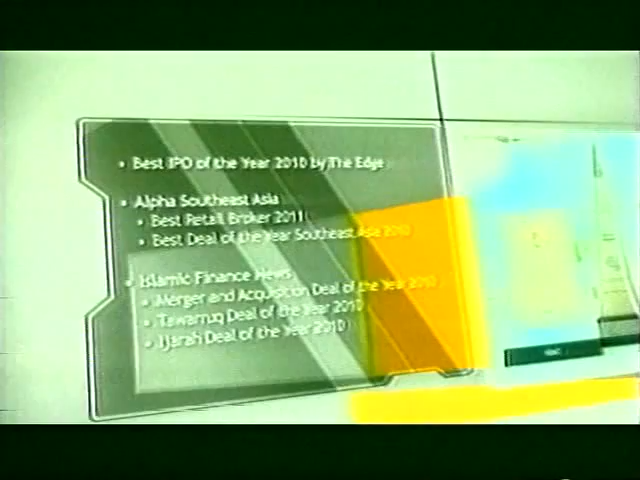 • Best IPO of the Year 2010 by The Edge
• Alpha Southeast Asia
• Best Retail Broker 2011
• Best Deal of the Year Southeast Asia 2010
• Islamic Finance News
• Merger and Acquisition Deal of the Year 2010
• Tawarruq Deal of the Year 2010
• Ijarah Deal of the Year 2010